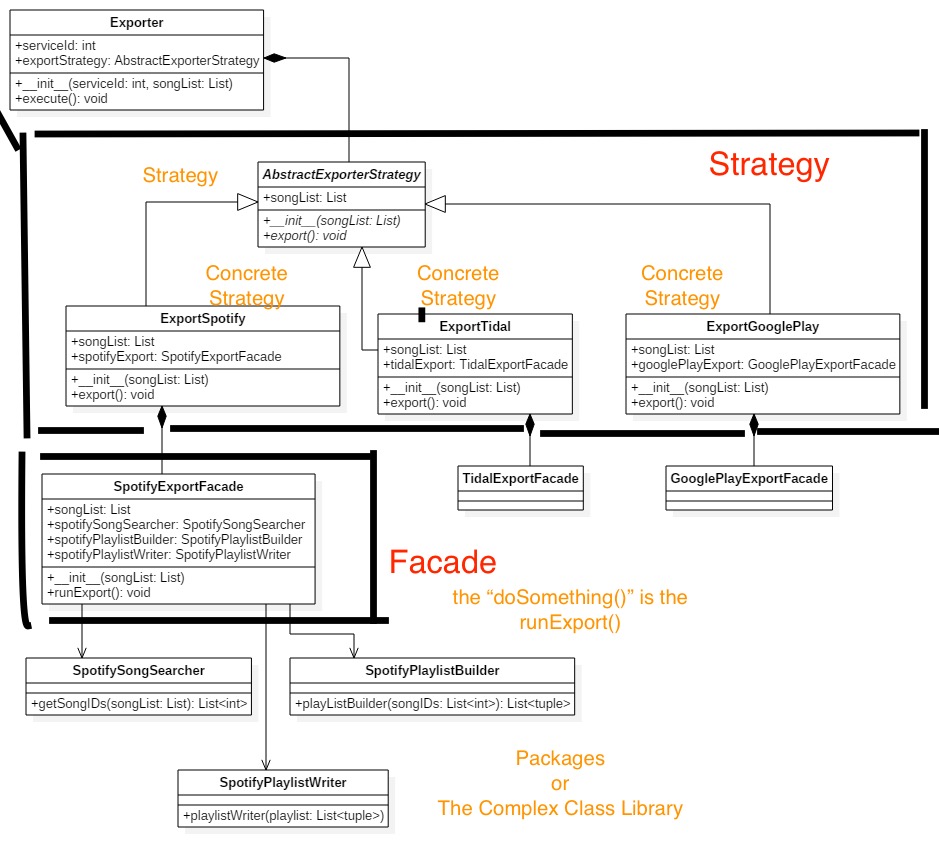 Exporter
+serviceId: int
+exportStrategy: AbstractExporterStrategy
+__init__(serviceId: int, songList: List)
+execute(): void
Strategy
Strategy
AbstractExporterStrategy
+songList: List
+__init__(songList: List)
+export(): void
Concrete
Strategy
Concrete
Strategy
Concrete
Strategy
ExportSpotify
+songList: List
+spotifyExport: SpotifyExportFacade
+__init__(songList: List)
+export(): void
ExportTidal
+songList: List
+tidalExport: TidalExportFacade
+__init__(songList: List)
+export(): void
ExportGooglePlay
+songList: List
+googlePlayExport: GooglePlayExportFacade
+__init__(songList: List)
+export(): void
SpotifyExportFacade
+songList: List
+spotifySongSearcher: SpotifySongSearcher
+spotifyPlaylistBuilder: SpotifyPlaylistBuilder
+spotifyPlaylistWriter: SpotifyPlaylistWriter
+__init__(songList: List)
+runExport(): void
TidalExportFacade
GooglePlayExportFacade
Facade
the “doSomething()” is the
runExport()
SpotifySongSearcher
+getSongIDs(songList: List): List<int>
SpotifyPlaylistBuilder
+playListBuilder(songIDs: List<int>): List<tuple>
SpotifyPlaylistWriter
+playlistWriter(playlist: List<tuple>)
Packages
or
The Complex Class Library